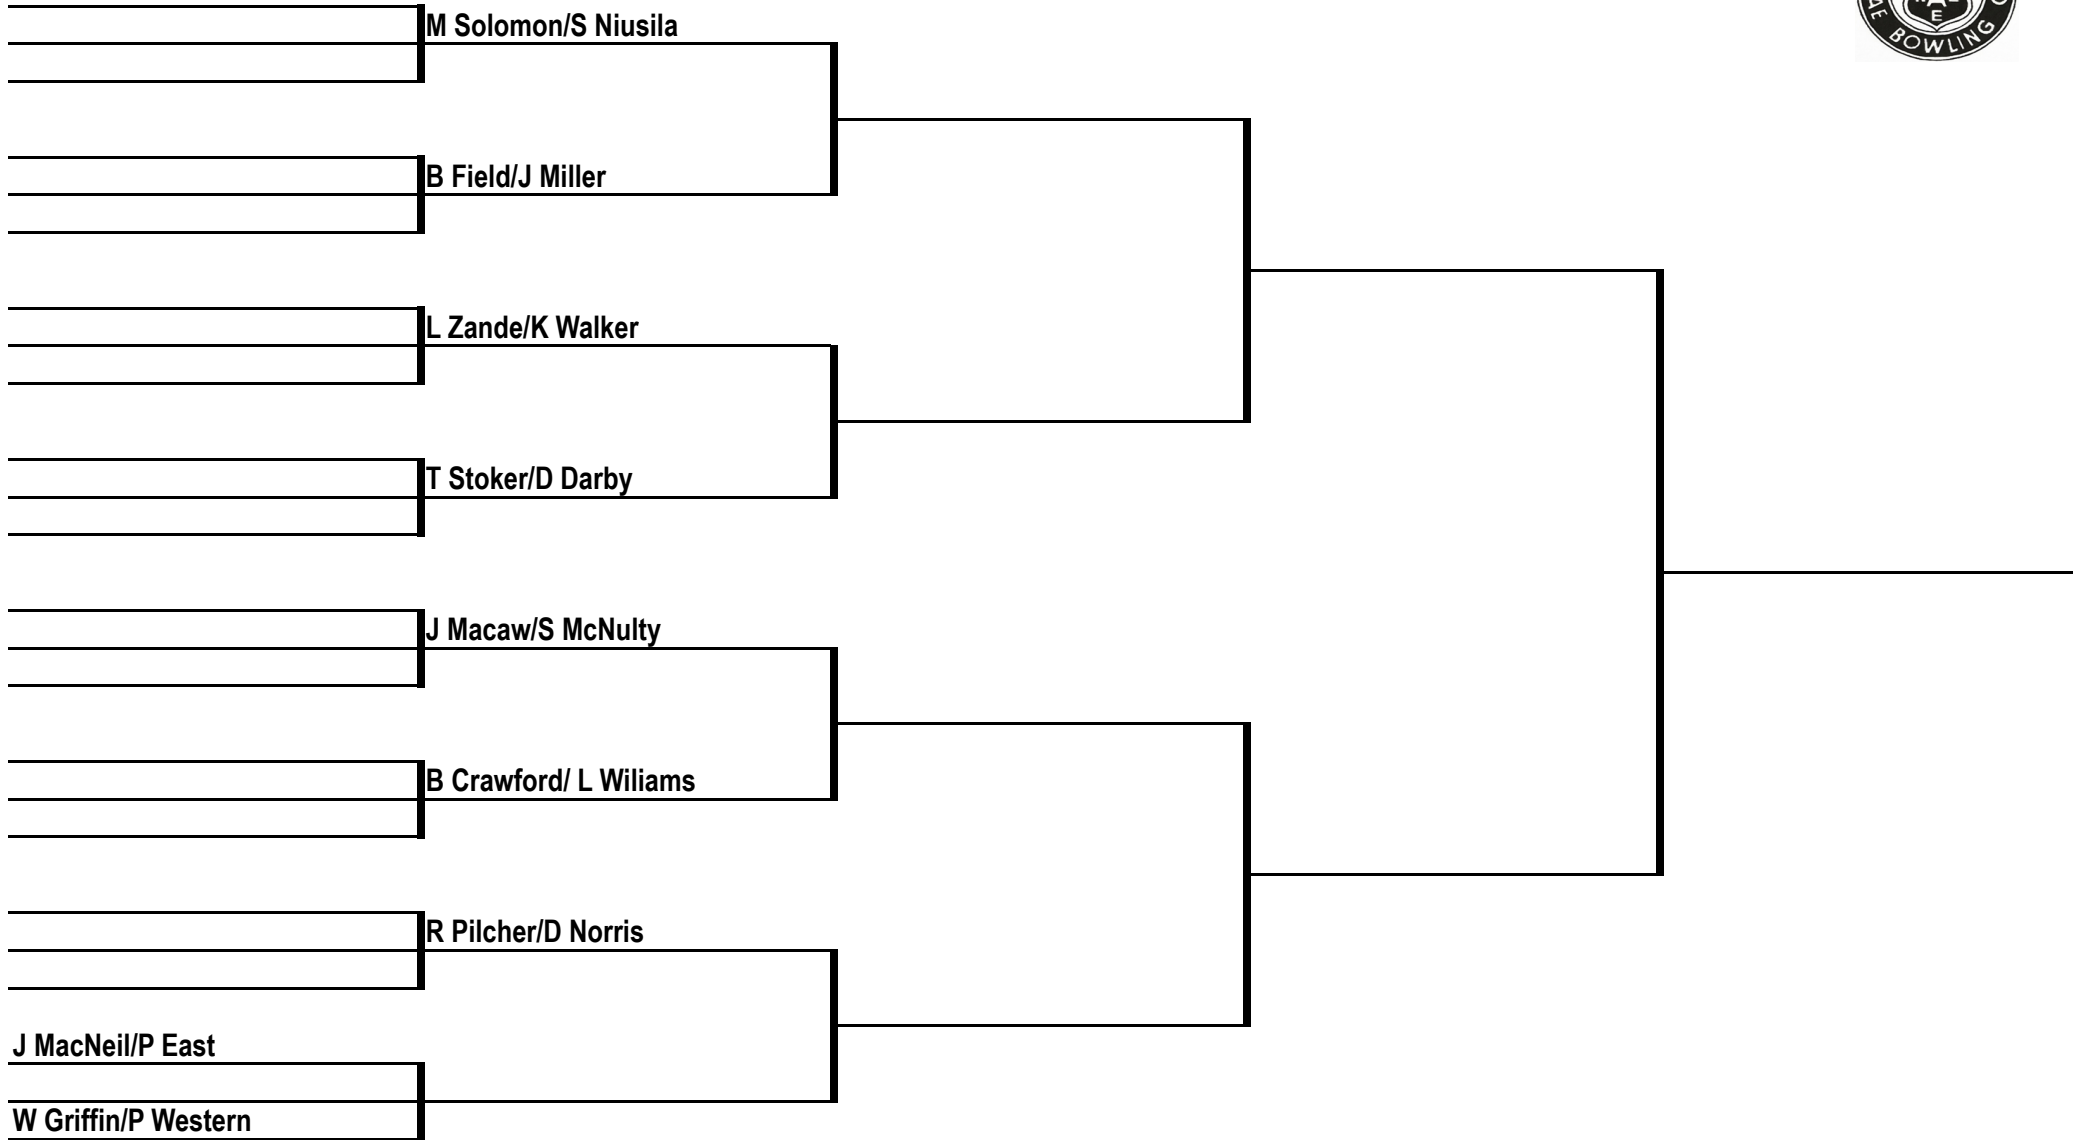 M Solomon/S Niusila
B Field/J Miller
L Zande/K Walker
T Stoker/D Darby
J Macaw/S McNulty
B Crawford/ L Wiliams
R Pilcher/D Norris
J MacNeil/P East
W Griffin/P Western
E
BOWLING